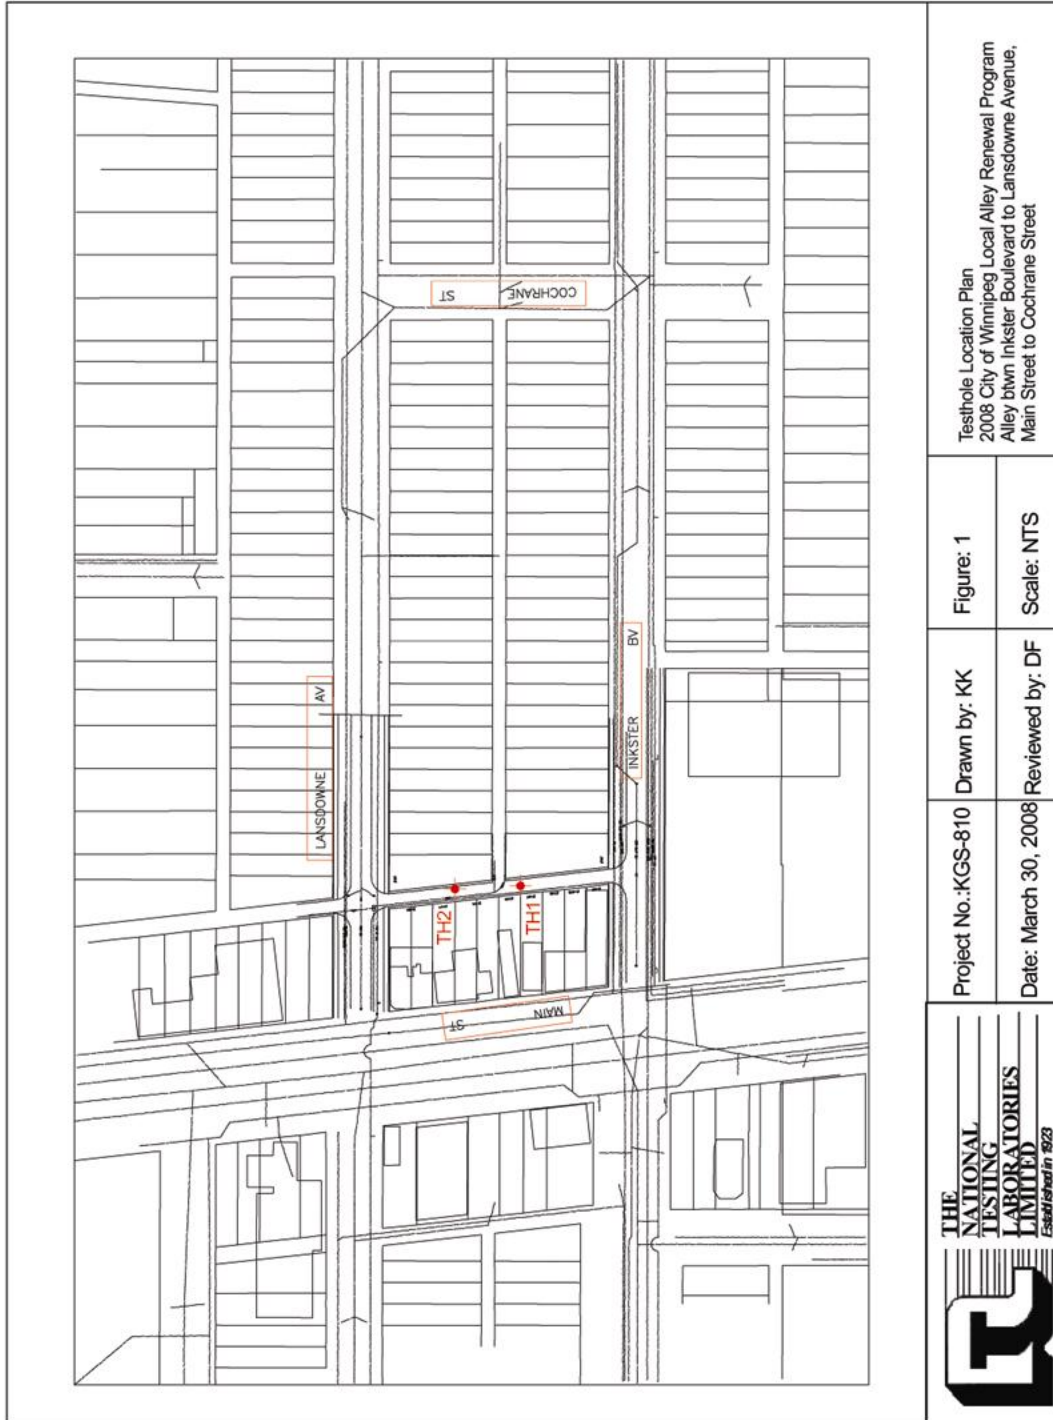 LANSDOWNE AV
COCHRANE ST
INKSTER BV
MAIN ST
TH2
TH1
THE
NATIONAL
TESTING
LABORATORIES
LIMITED
Established in 1923
Project No.:KGS-810
Drawn by: KK
Figure: 1
Date: March 30, 2008
Reviewed by: DF
Scale: NTS
Testhole Location Plan
2008 City of Winnipeg Local Alley Renewal Program
Alley btwn Inkster Boulevard to Lansdowne Avenue,
Main Street to Cochrane Street